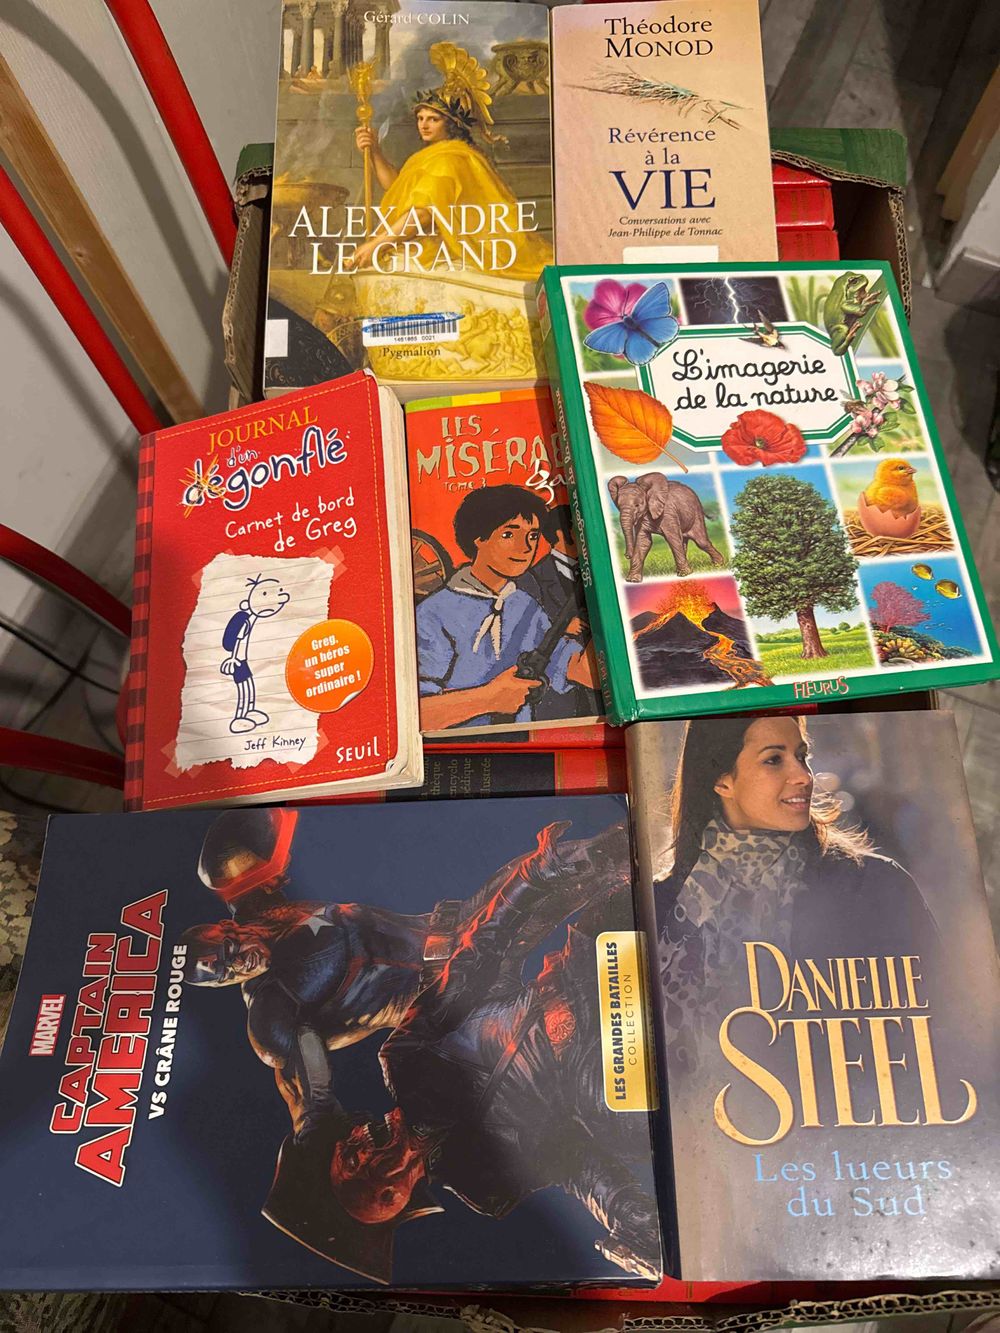 Gérard COLIN
ALEXANDRE
LE GRAND
1461865 0021
Pygmalion
Théodore
MONOD
Révérence
à la
VIE
Conversations avec
Jean-Philippe de Tonnac
L'imagerie
de la nature
FLEURUS
JOURNAL
d'un
dégonflé
Carnet de bord
de Greg
Greg,
un héros
super
ordinaire !
Jeff Kinney
SEUIL
LES
MISÉRA
Tome 3
MARVEL
CAPTAIN
AMERICA
VS CRÂNE ROUGE
LES GRANDES BATAILLES
COLLECTION
DANIELLE
STEEL
Les lueurs
du Sud